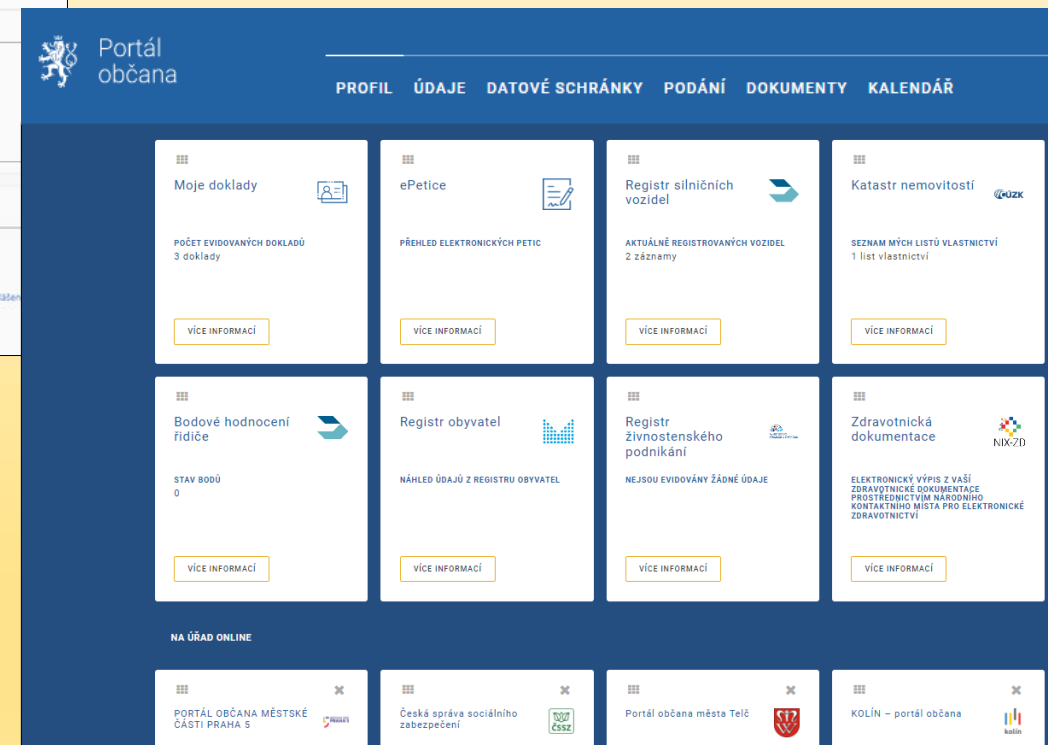 Portál
občana
PROFIL ÚDAJE DATOVÉ SCHRÁNKY PODÁNÍ DOKUMENTY KALENDÁŘ
Moje doklady
POČET EVIDOVANÝCH DOKLADŮ
3 doklady
VÍCE INFORMACÍ
ePetice
PŘEHLED ELEKTRONICKÝCH PETIC
VÍCE INFORMACÍ
Registr silničních
vozidel
AKTUÁLNĚ REGISTROVANÝCH VOZIDEL
2 záznamy
VÍCE INFORMACÍ
Katastr nemovitostí
ČÚZK
SEZNAM MÝCH LISTŮ VLASTNICTVÍ
1 list vlastnictví
VÍCE INFORMACÍ
Bodové hodnocení
řidiče
STAV BODŮ
0
VÍCE INFORMACÍ
Registr obyvatel
NÁHLED ÚDAJŮ Z REGISTRU OBYVATEL
VÍCE INFORMACÍ
Registr
živnostenského
podnikání
NEJSOU EVIDOVÁNY ŽÁDNÉ ÚDAJE
VÍCE INFORMACÍ
Zdravotnická
dokumentace
NIX-ZD
ELEKTRONICKÝ VÝPIS Z VAŠÍ
ZDRAVOTNICKÉ DOKUMENTACE
PROSTŘEDNICTVÍM NÁRODNÍHO
KONTAKTNÍHO MÍSTA PRO ELEKTRONICKÉ
ZDRAVOTNICTVÍ
VÍCE INFORMACÍ
NA ÚŘAD ONLINE
PORTÁL OBČANA MĚSTSKÉ
ČÁSTI PRAHA 5
Česká správa sociálního
zabezpečení
ČSSZ
Portál občana města Telč
KOLÍN – portál občana
kolín